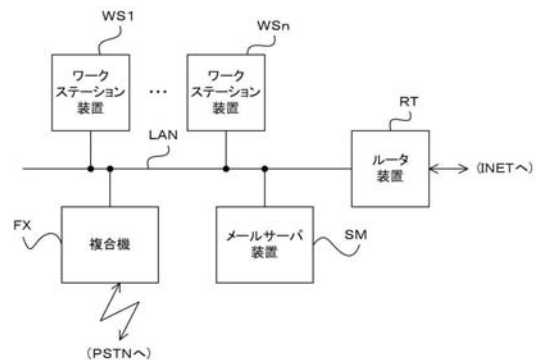 WS1
WSn
ワーク
ステーション
装置
…
ワーク
ステーション
装置
RT
LAN
ルータ
装置
(INETへ)
FX
複合機
メールサーバ
装置
SM
(PSTNへ)